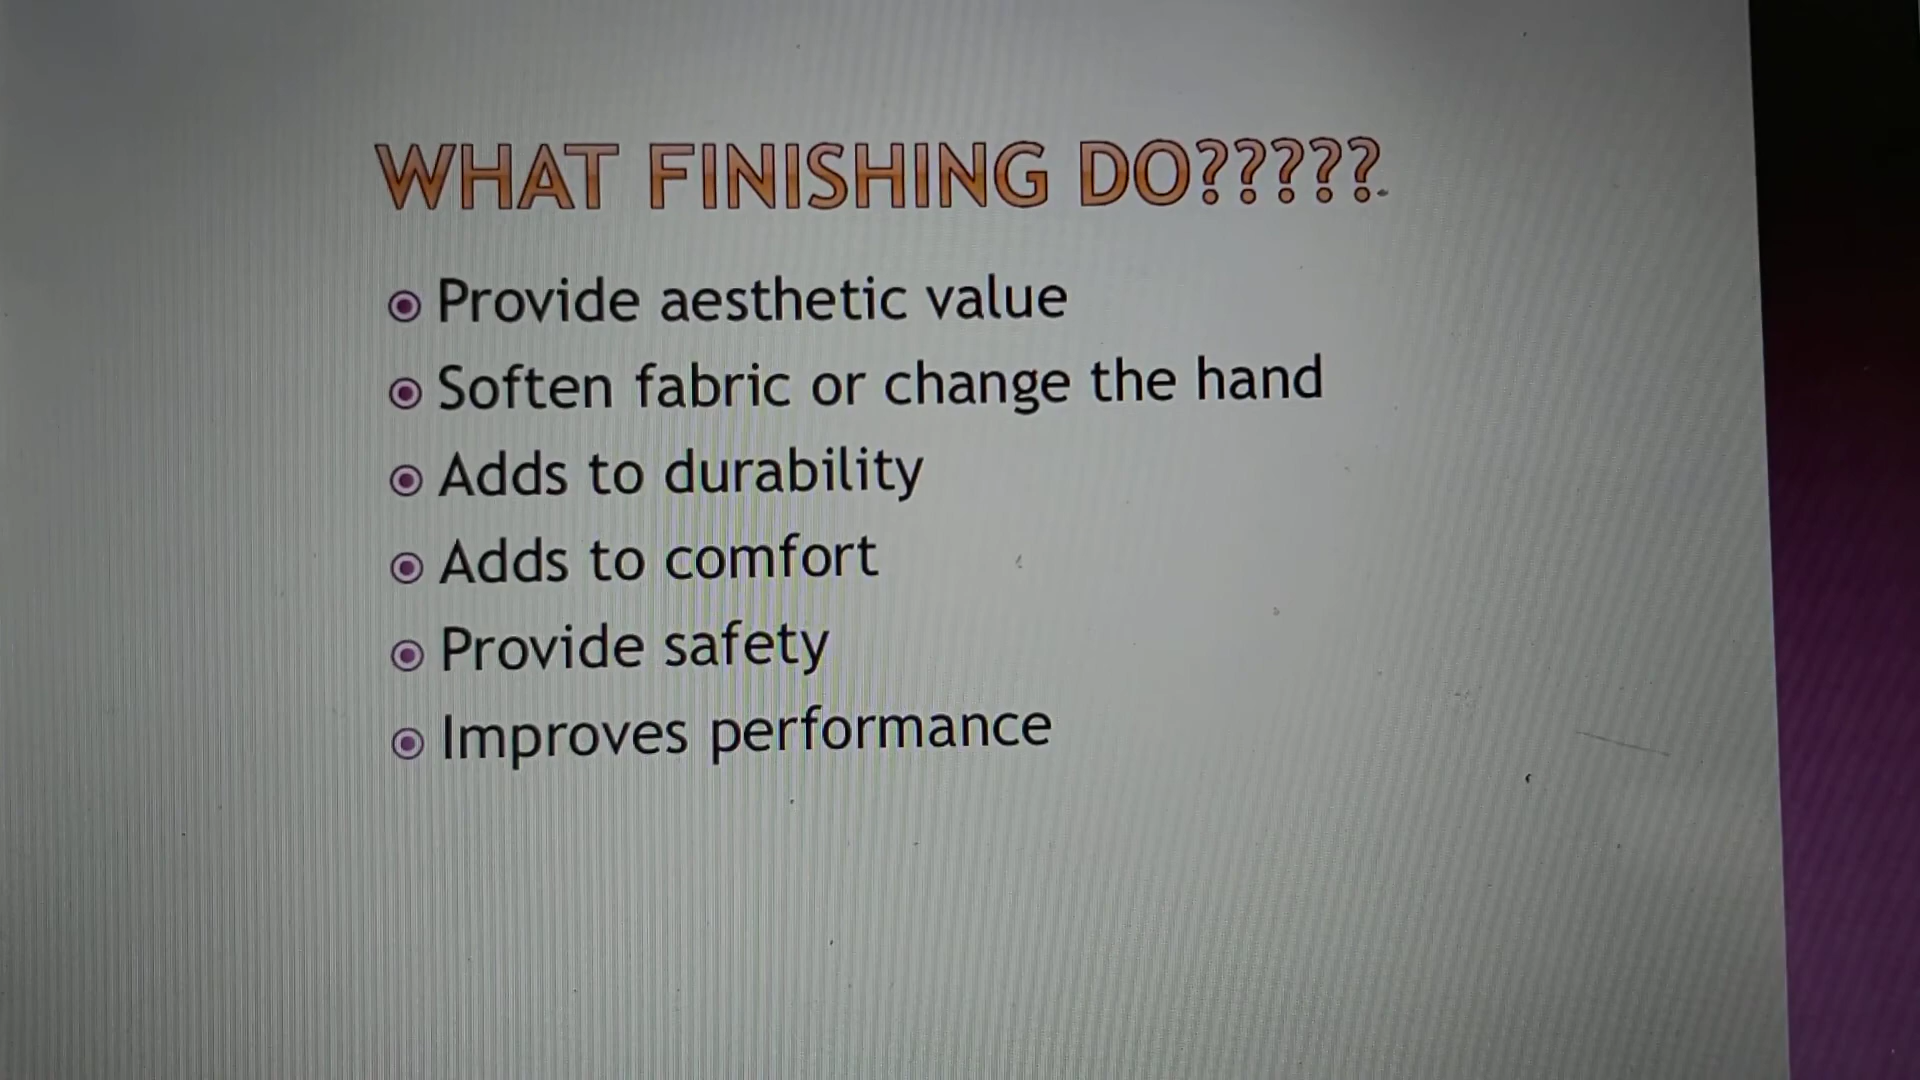 WHAT FINISHING DO?????
Provide aesthetic value
Soften fabric or change the hand
Adds to durability
Adds to comfort
Provide safety
Improves performance